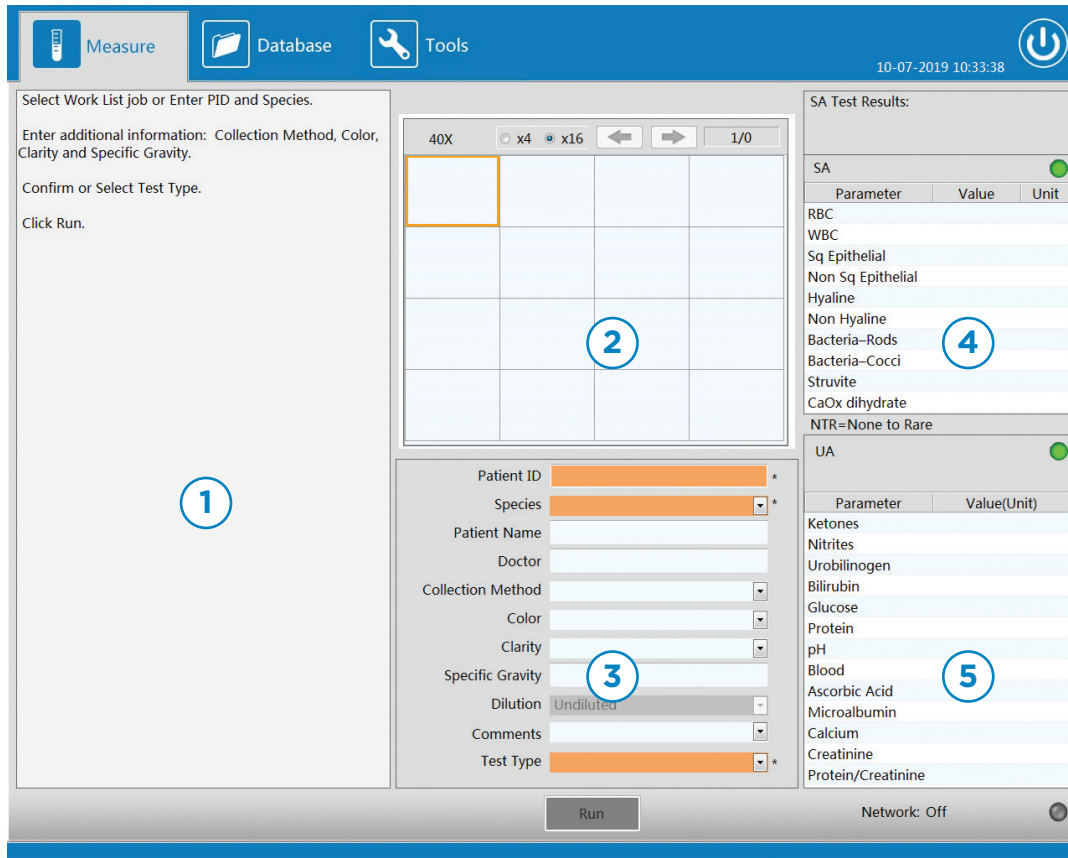 Measure
Database
Tools
10-07-2019 10:33:38
Select Work List job or Enter PID and Species.
Enter additional information:  Collection Method, Color,
Clarity and Specific Gravity.
Confirm or Select Test Type.
Click Run.
1
40X
x4
x16
1/0
2
Patient ID *
Species *
Patient Name
Doctor
Collection Method
Color
Clarity
Specific Gravity
3
Dilution Undiluted
Comments
Test Type *
SA Test Results:
SA
Parameter Value Unit
RBC
WBC
Sq Epithelial
Non Sq Epithelial
Hyaline
Non Hyaline
Bacteria–Rods
4
Bacteria–Cocci
Struvite
CaOx dihydrate
NTR=None to Rare
UA
Parameter Value(Unit)
Ketones
Nitrites
Urobilinogen
Bilirubin
Glucose
Protein
pH
Blood
5
Ascorbic Acid
Microalbumin
Calcium
Creatinine
Protein/Creatinine
Run
Network: Off